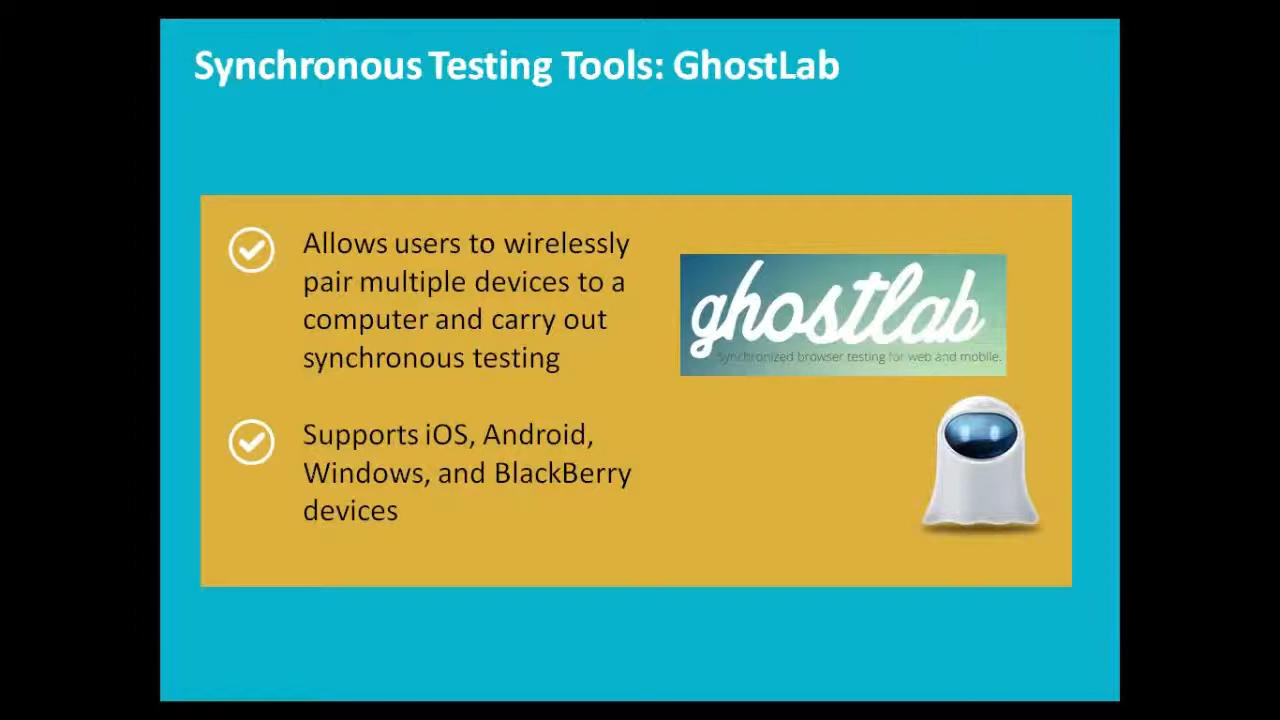 Synchronous Testing Tools: GhostLab
Allows users to wirelessly
pair multiple devices to a
computer and carry out
synchronous testing
ghostlab
Synchronized browser testing for web and mobile.
Supports iOS, Android,
Windows, and BlackBerry
devices